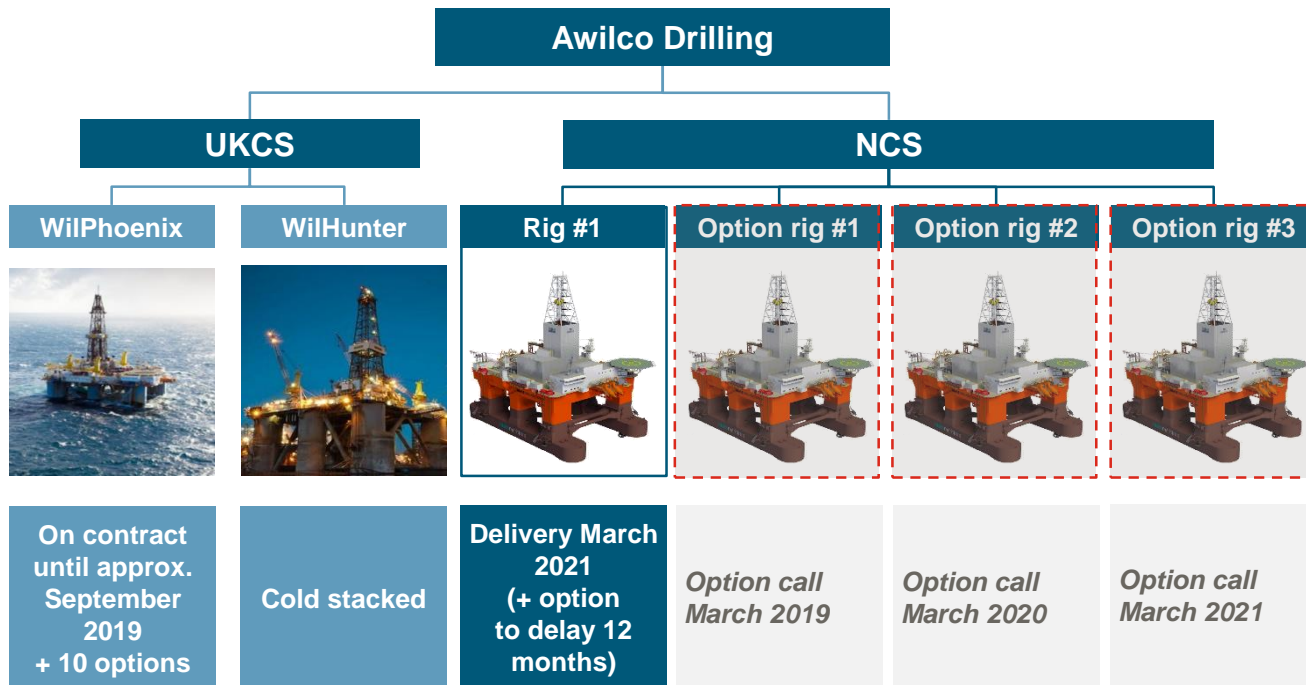 Awilco Drilling
UKCS
NCS
WilPhoenix
WilHunter
Rig #1
Option rig #1
Option rig #2
Option rig #3
On contract
until approx.
September
2019
+ 10 options
Cold stacked
Delivery March
2021
(+ option
to delay 12
months)
Option call
March 2019
Option call
March 2020
Option call
March 2021